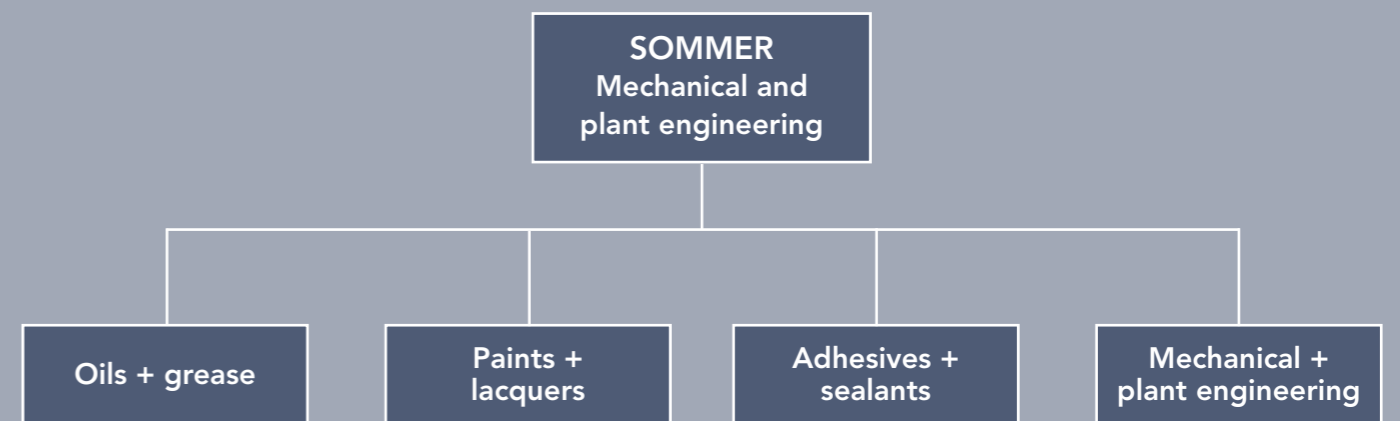 SOMMER
Mechanical and
plant engineering
Oils + grease
Paints +
lacquers
Adhesives +
sealants
Mechanical +
plant engineering